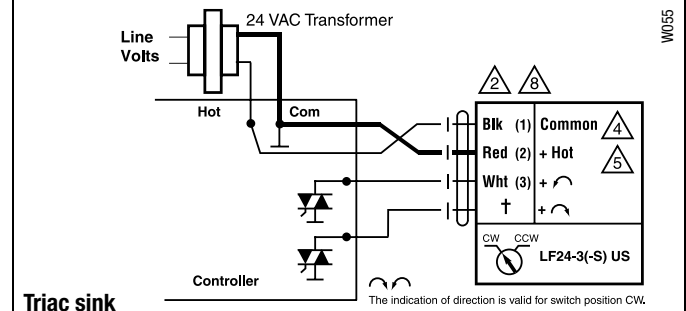 24 VAC Transformer
Line
Volts
W055
Hot
Com
2
8
Blk (1) Common
4
Red (2) + Hot
5
Wht (3) +
† +
CW CCW
LF24-3(-S) US
Controller
Triac sink
The indication of direction is valid for switch position CW.